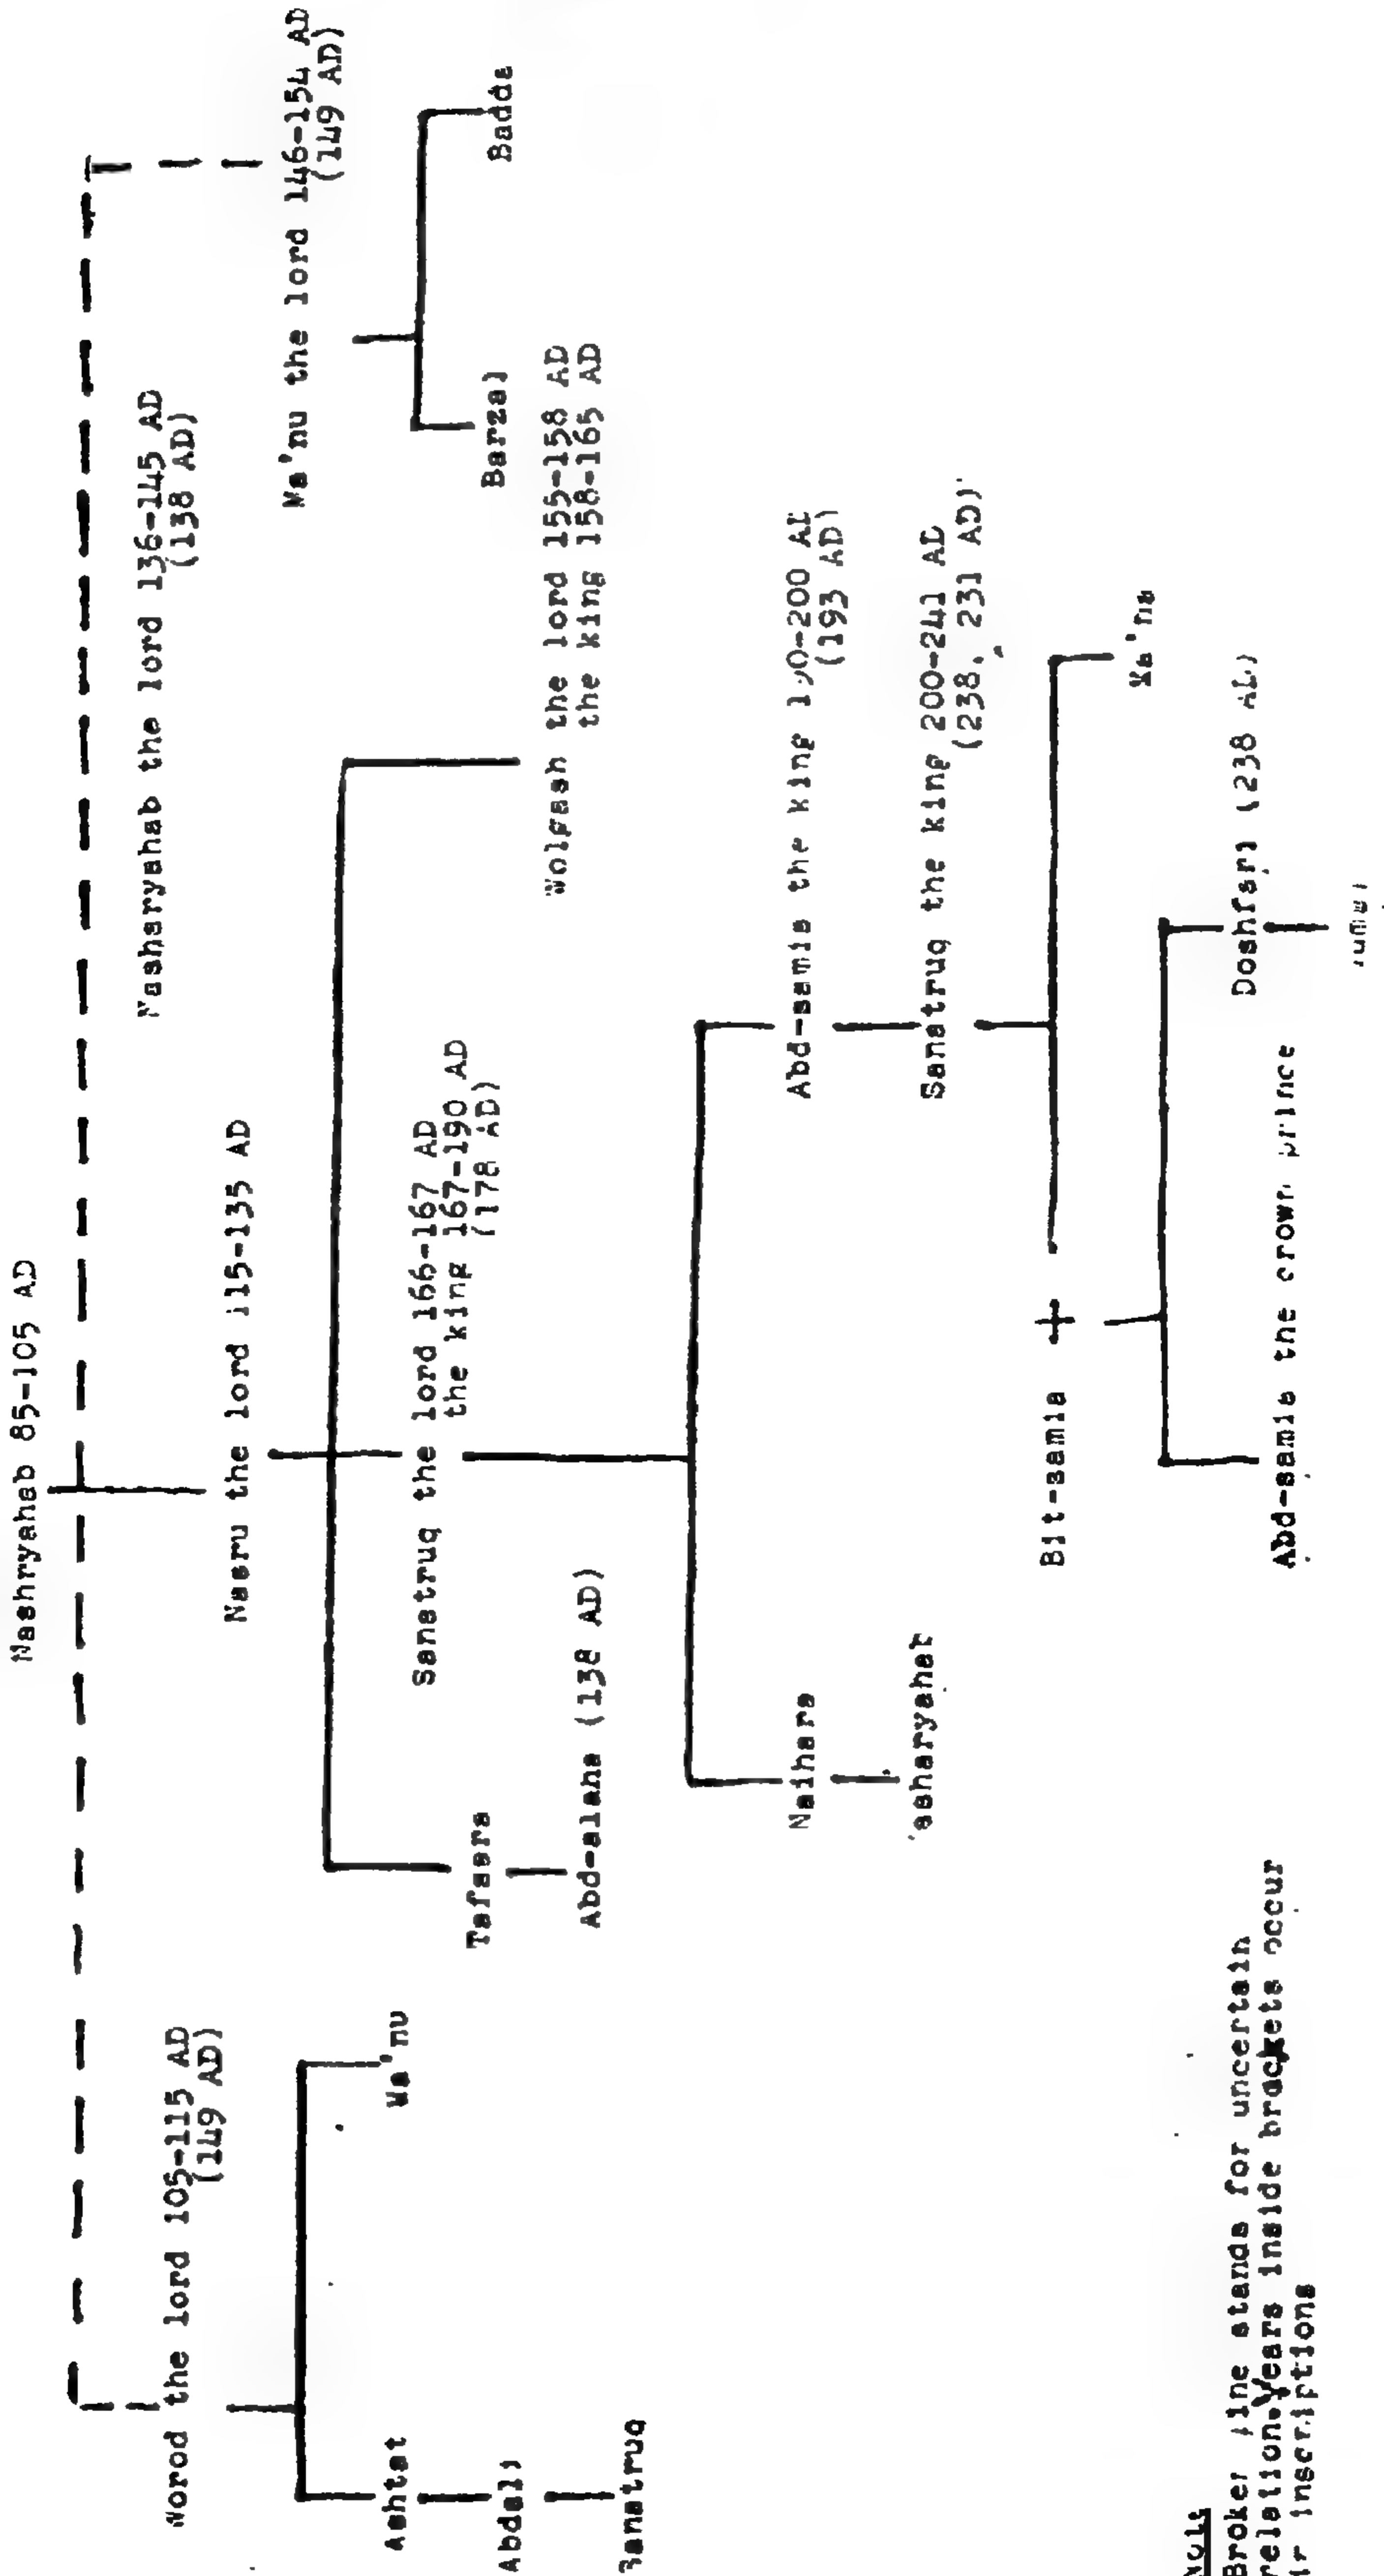 Nashryahab 85-105 AD
Worod the lord 105-115 AD
(149 AD)
Nasru the lord 115-135 AD
Nasharyahab the lord 136-145 AD
(138 AD)
Ma'nu the lord 146-154 AD
(149 AD)
Ashtat
Ma'nu
Abdali
Sanatruq
Tafsara
Abd-alaha (138 AD)
Sanatruq the lord 166-167 AD
the king 167-190 AD
(178 AD)
Wolgash the lord 155-158 AD
the king 158-165 AD
Barzal
Badda
Naihara
Abd-samia the king 190-200 AD
(193 AD)
Sanatruq the king 200-241 AD
(238, 231 AD)
Bit-samia +
Ma'na
Abd-samia the crown prince
Doshfari (238 AD)
Broken line stands for uncertain
relation. Years inside brackets occur
inscriptions